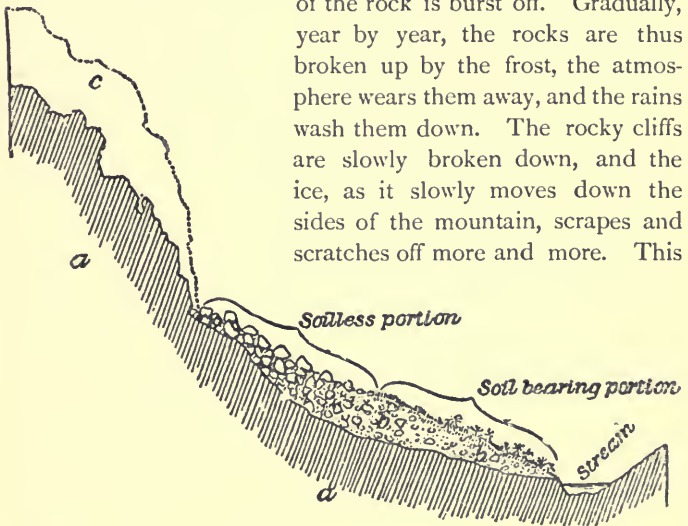 of the rock is burst off. Gradually,
year by year, the rocks are thus
broken up by the frost, the atmos-
phere wears them away, and the rains
wash them down. The rocky cliffs
are slowly broken down, and the
ice, as it slowly moves down the
sides of the mountain, scrapes and
scratches off more and more. This
c
a
Soilless portion
Soil bearing portion
b
b
stream
d